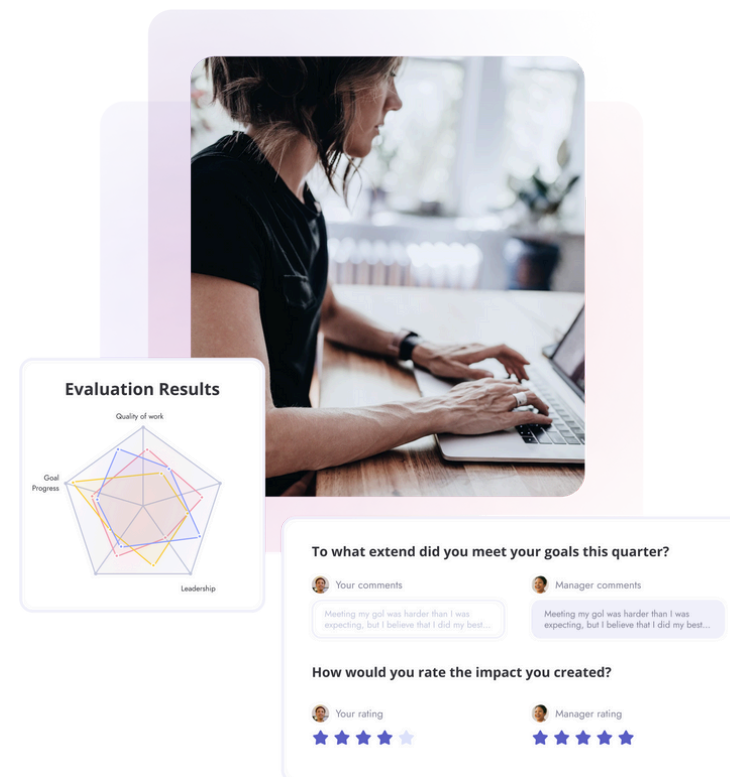 Evaluation Results
Quality of work
Goal
Progress
Leadership
To what extend did you meet your goals this quarter?
Your comments
Manager comments
Meeting my gol was harder than I was
expecting, but I believe that I did my best...
Meeting my gol was harder than I was
expecting, but I believe that I did my best...
How would you rate the impact you created?
Your rating
Manager rating